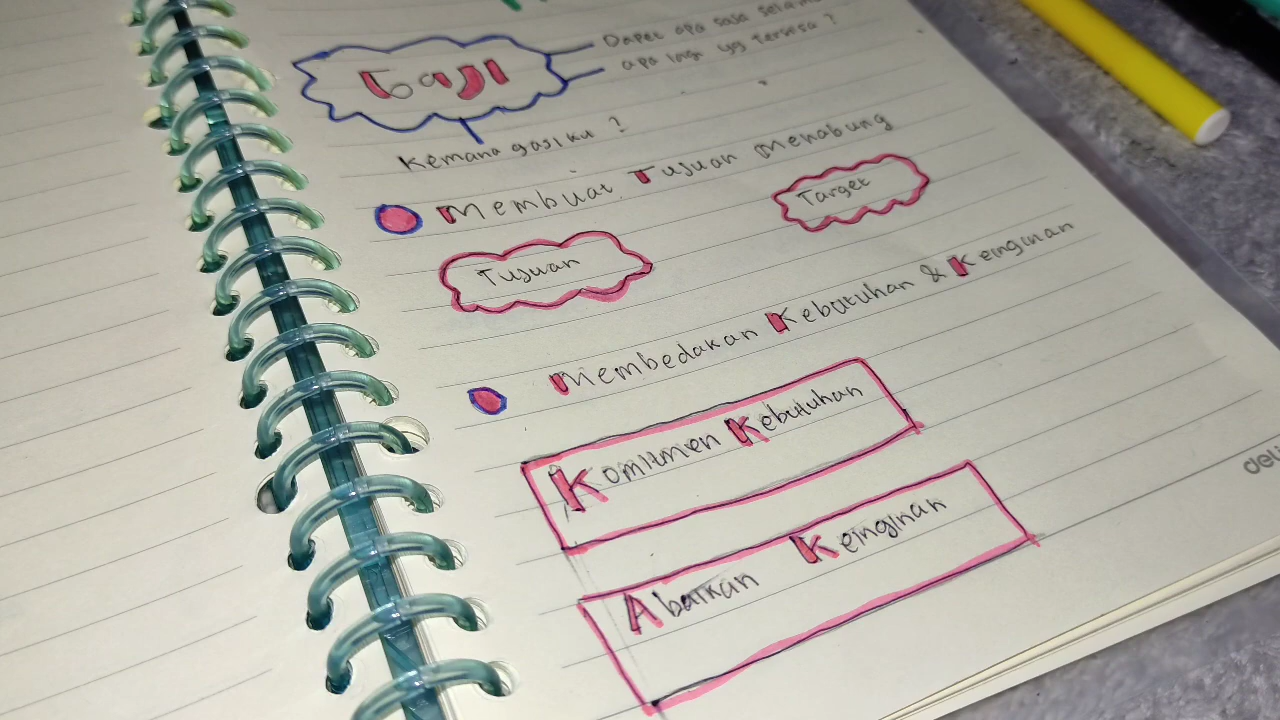 Dapet apa saja selama
Gaji
apa lagi yg tersisa ?
Kemana gajiku ?
Membuat Tujuan Menabung
Target
Tujuan
Membedakan Kebutuhan & Keinginan
Komitmen Kebutuhan
deli
Abaikan Keinginan